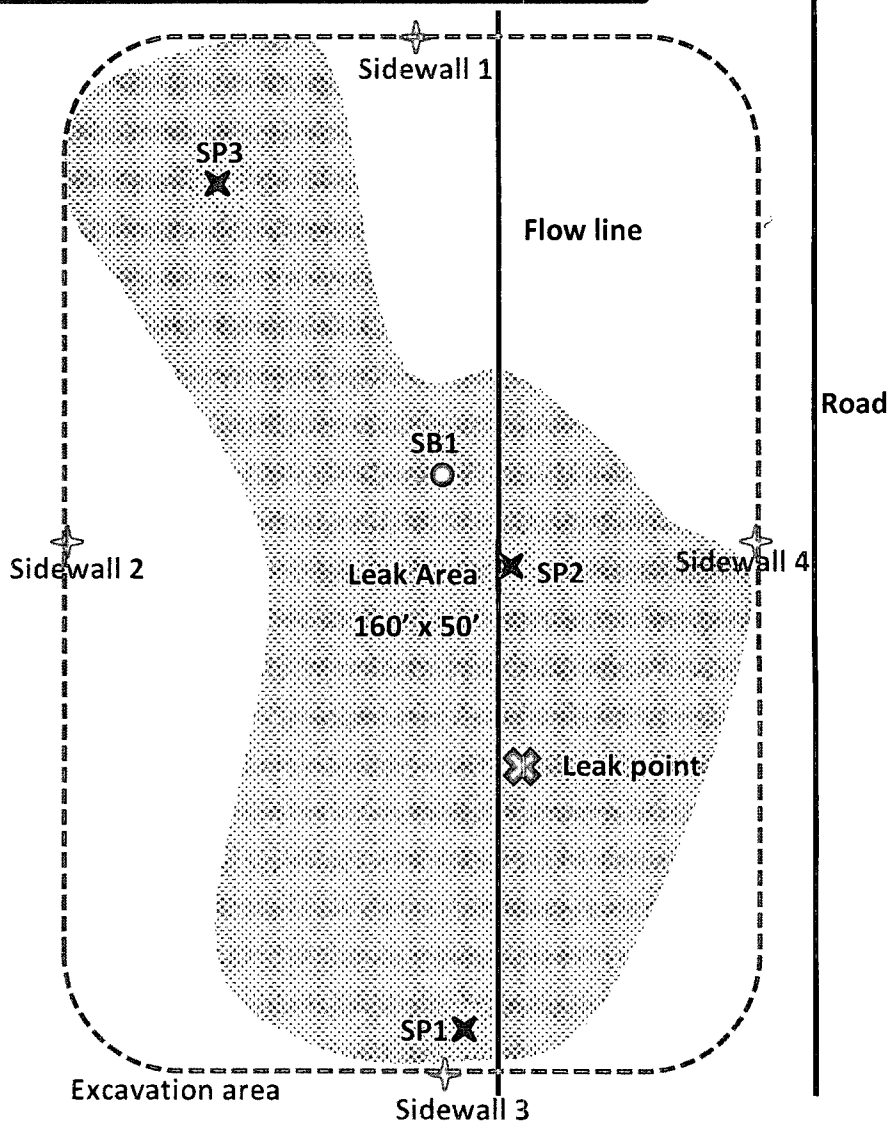 Sidewall 1
SP3
Flow line
Road
SB1
Sidewall 2
Leak Area
160' x 50'
SP2
Sidewall 4
Leak point
SP1
Excavation area
Sidewall 3